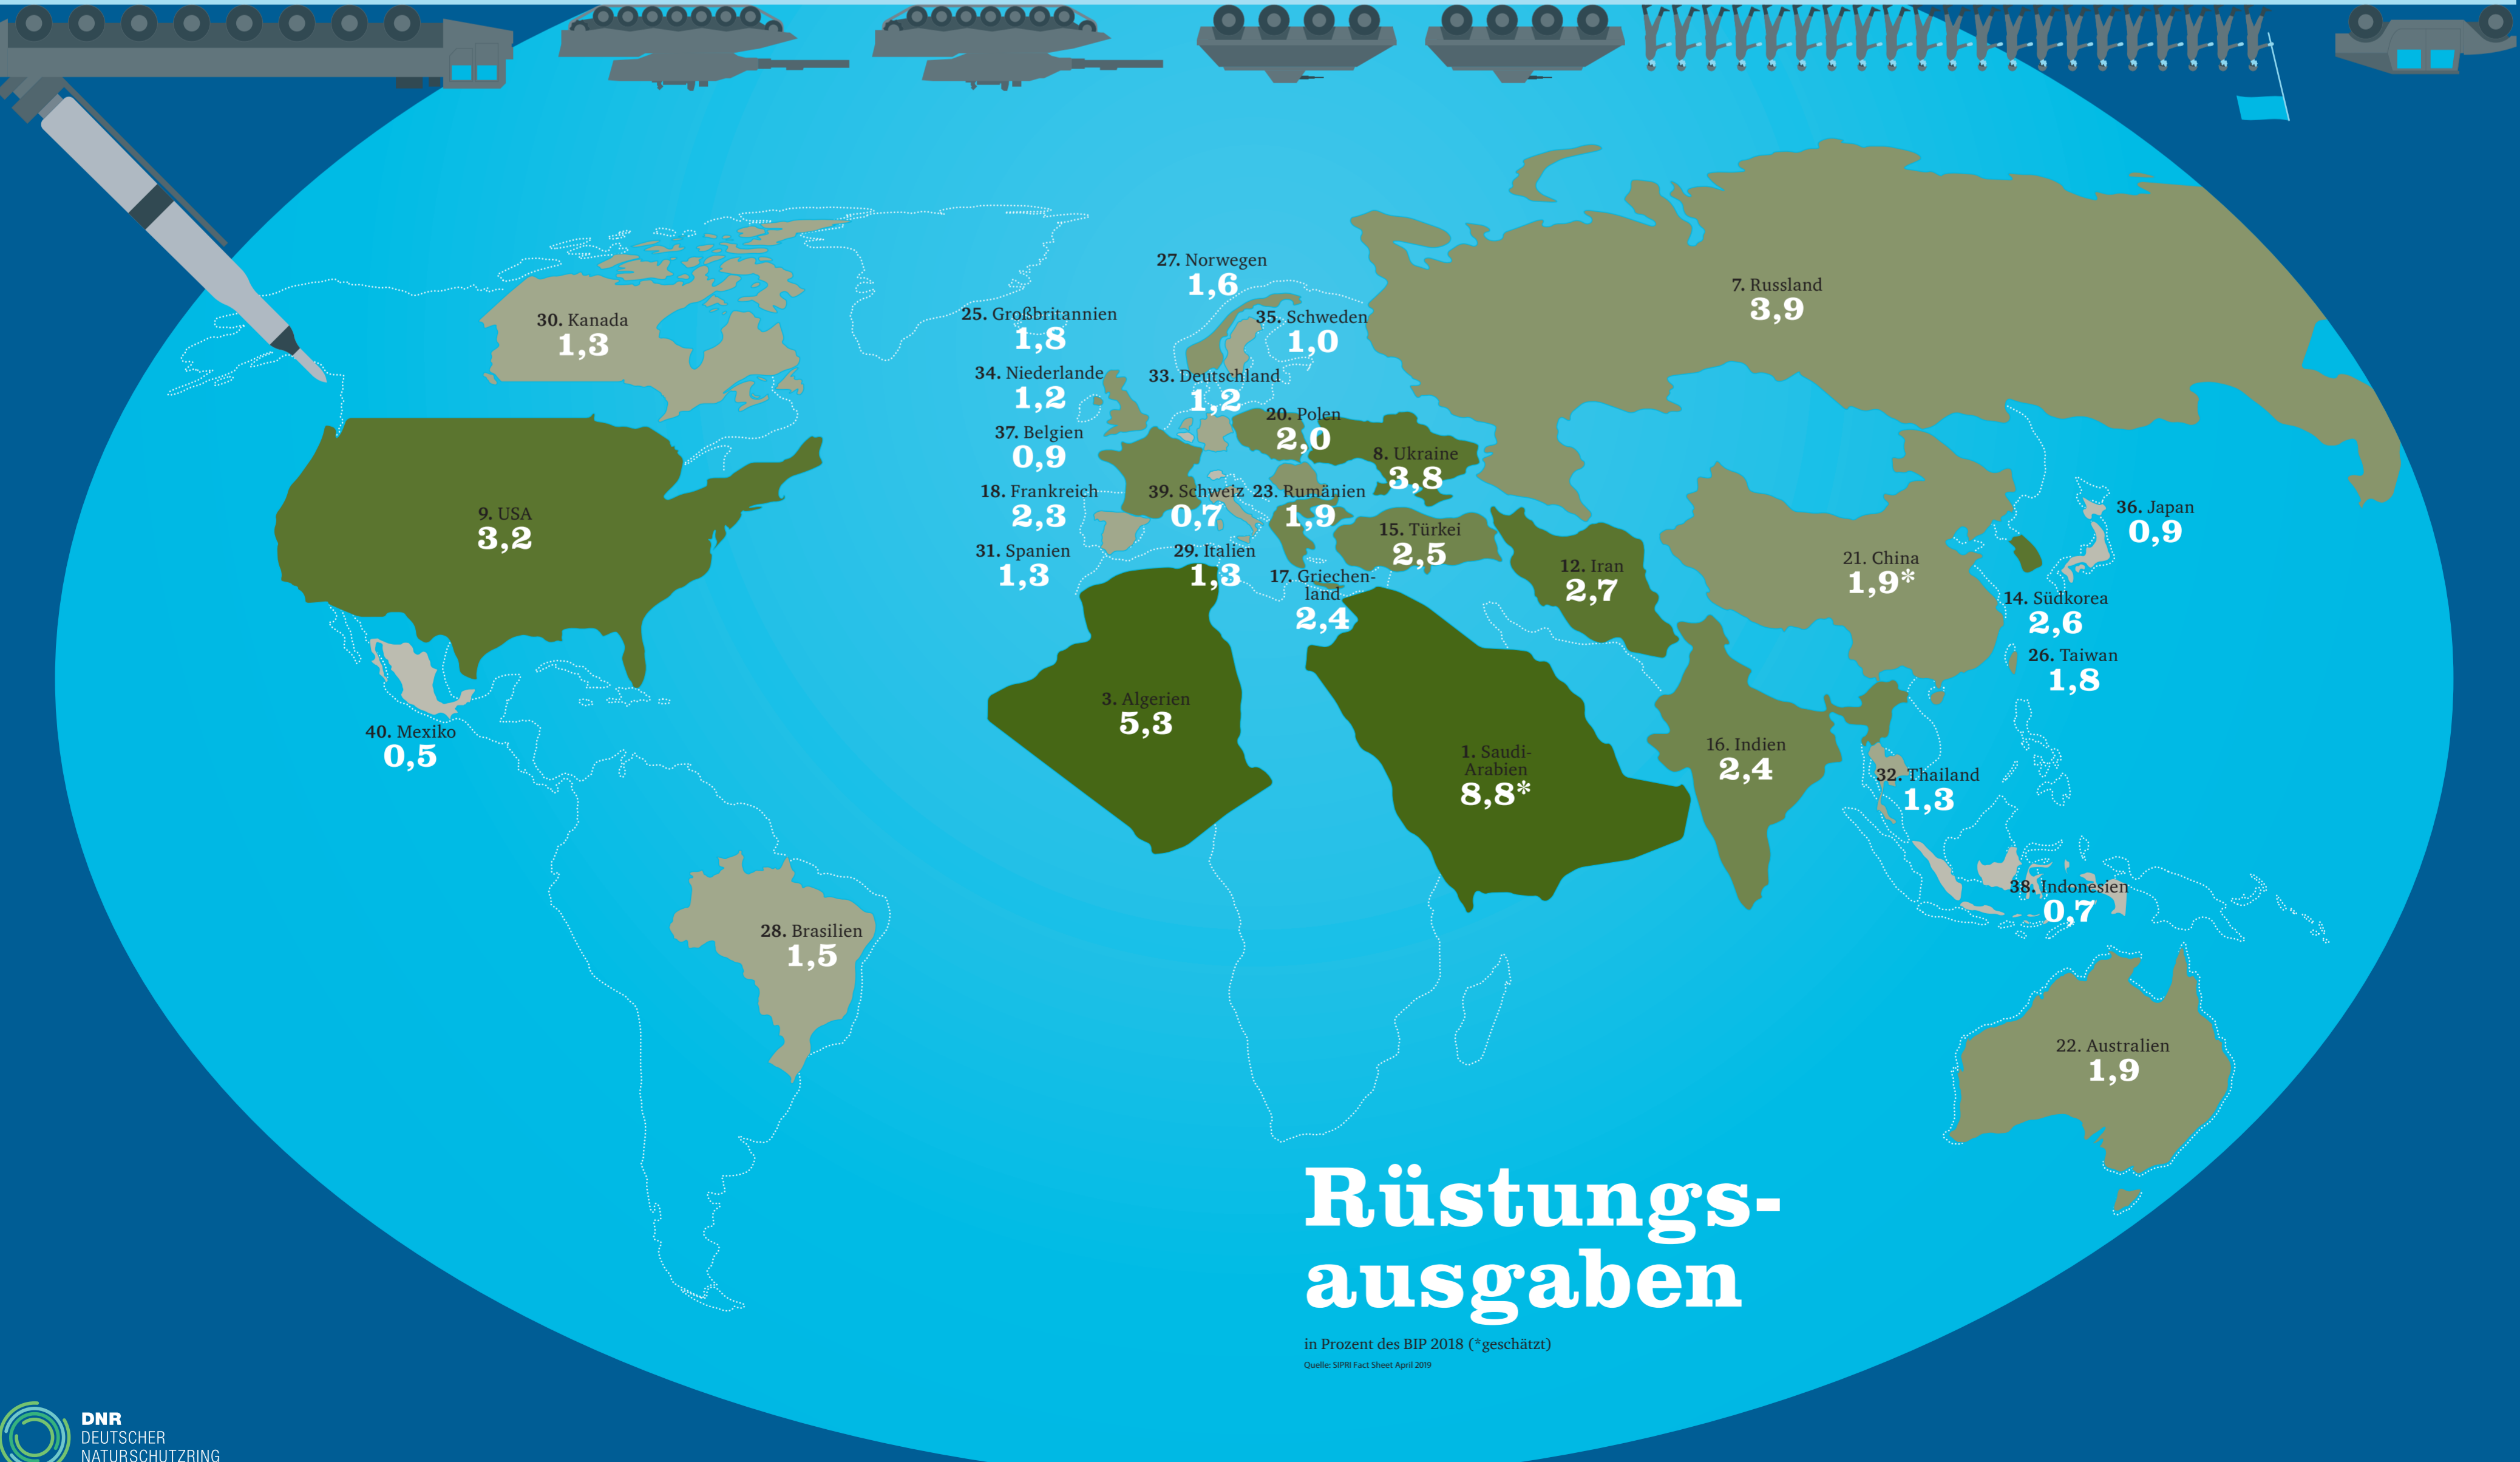 27. Norwegen
1,6
7. Russland
3,9
25. Großbritannien
1,8
35. Schweden
1,0
30. Kanada
1,3
34. Niederlande
1,2
33. Deutschland
1,2
20. Polen
2,0
37. Belgien
0,9
8. Ukraine
3,8
18. Frankreich
2,3
39. Schweiz
0,7
23. Rumänien
1,9
9. USA
3,2
36. Japan
0,9
15. Türkei
2,5
31. Spanien
1,3
29. Italien
1,3
12. Iran
2,7
21. China
1,9*
17. Griechen-
land
2,4
14. Südkorea
2,6
26. Taiwan
1,8
3. Algerien
5,3
40. Mexiko
0,5
1. Saudi-
Arabien
8,8*
16. Indien
2,4
32. Thailand
1,3
38. Indonesien
0,7
28. Brasilien
1,5
22. Australien
1,9
Rüstungs-
ausgaben
in Prozent des BIP 2018 (*geschätzt)
Quelle: SIPRI Fact Sheet April 2019
DNR
DEUTSCHER
NATURSCHUTZRING